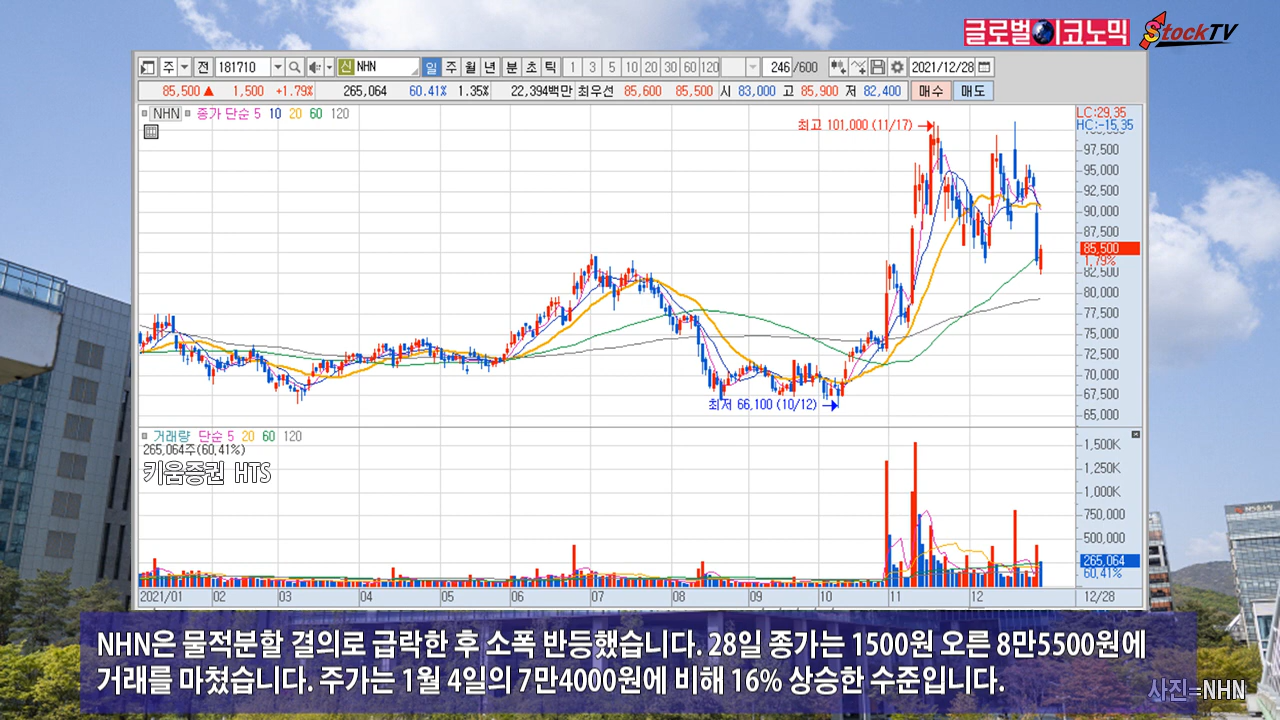 글로벌이코노믹 StockTV
주 전 181710 신 NHN 일 주 월 년 분 초 틱 1 3 5 10 20 30 60 120 246 /600 2021/12/28
85,500 ▲ 1,500 +1.79% 265,064 60.41% 1.35% 22,394백만 최우선 85,600 85,500 시 83,000 고 85,900 저 82,400 매수 매도
NHN 종가 단순 5 10 20 60 120
LC:29.35
HC:-15.35
최고 101,000 (11/17)
97,500
95,000
92,500
90,000
87,500
85,500
1.79%
82,500
80,000
77,500
75,000
72,500
70,000
67,500
65,000
최저 66,100 (10/12)
거래량 단순 5 20 60 120
265,064주(60.41%)
키움증권 HTS
1,500K
1,250K
1,000K
750,000
500,000
265,064
60.41%
2021/01 02 03 04 05 06 07 08 09 10 11 12 12/28
NHN은 물적분할 결의로 급락한 후 소폭 반등했습니다. 28일 종가는 1500원 오른 8만5500원에
거래를 마쳤습니다. 주가는 1월 4일의 7만4000원에 비해 16% 상승한 수준입니다.
사진=NHN